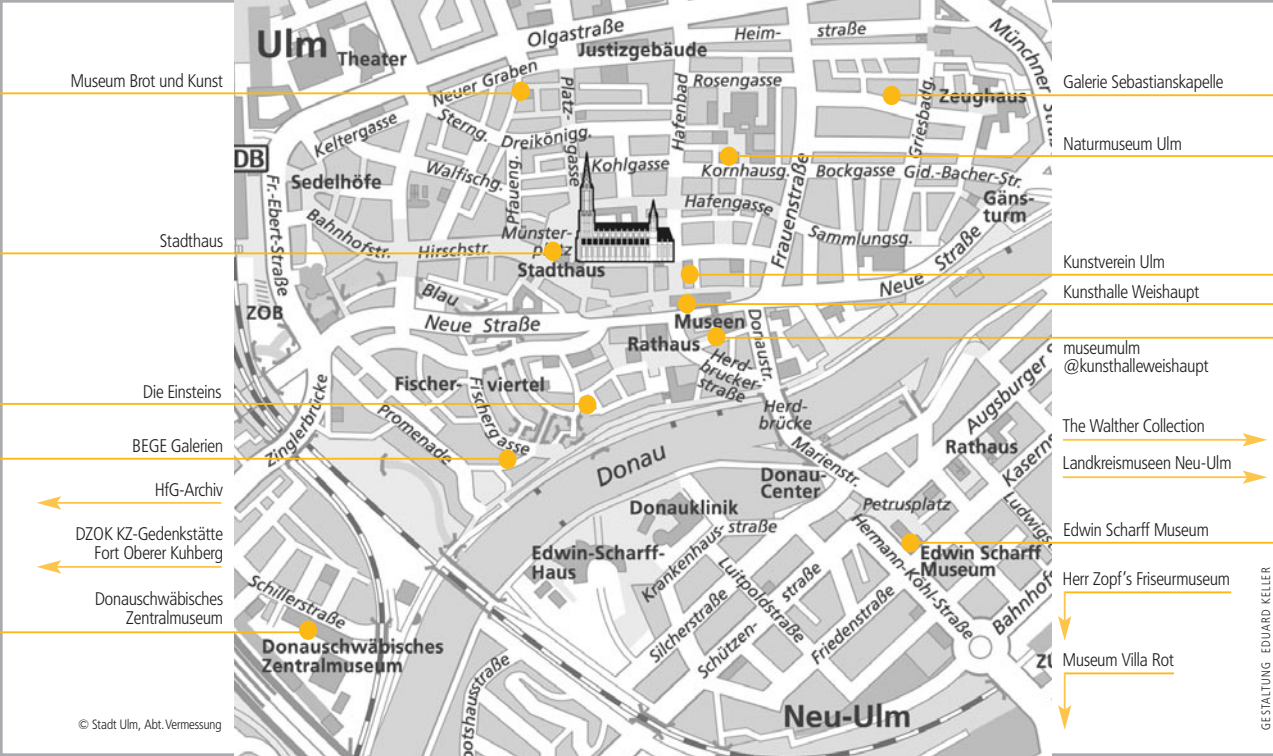 Museum Brot und Kunst
Stadthaus
Die Einsteins
BEGE Galerien
HfG-Archiv
DZOK KZ-Gedenkstätte
Fort Oberer Kuhberg
Donauschwäbisches
Zentralmuseum
© Stadt Ulm, Abt. Vermessung
Ulm
Theater
Olgastraße
Justizgebäude
Heim-
straße
Münchner
Neuer Graben
Platz-
gasse
Hafenbad
Rosengasse
Griesbadg.
Zeughaus
Keltergasse
Sterng.
Dreikönigg.
DB
Sedelhöfe
Walfischg.
Pfaueng.
Kohlgasse
Kornhausg.
Bockgasse
Gid.-Bacher-Str.
Fr.-Ebert-Straße
Bahnhofstr.
Hirschstr.
Münster-
platz
Stadthaus
Hafengasse
Frauenstraße
Sammlungsg.
Gäns-
turm
Neue Straße
ZOB
Blau
Neue Straße
Museen
Rathaus
Donaustr.
Herd-
brucker-
straße
Fischer-
viertel
Fischergasse
Promenade
Zinglerbrücke
Herd-
brücke
Donau
Marienstr.
Augsburger S
Rathaus
Kasern
Donau-
Center
Petrusplatz
Ludwigs
Donauklinik
Krankenhaus-
straße
Edwin-Scharff-
Haus
Hermann-Köhl-Straße
Edwin Scharff
Museum
Luitpoldstraße
Silcherstraße
Schützen-
straße
Friedenstraße
Bahnhof
Schillerstraße
Donauschwäbisches
Zentralmuseum
ootshausstraße
Neu-Ulm
Galerie Sebastianskapelle
Naturmuseum Ulm
Kunstverein Ulm
Kunsthalle Weishaupt
museumulm
@kunsthalleweishaupt
The Walther Collection
Landkreismuseen Neu-Ulm
Edwin Scharff Museum
Herr Zopf’s Friseurmuseum
Museum Villa Rot
GESTALTUNG EDUARD KELLER